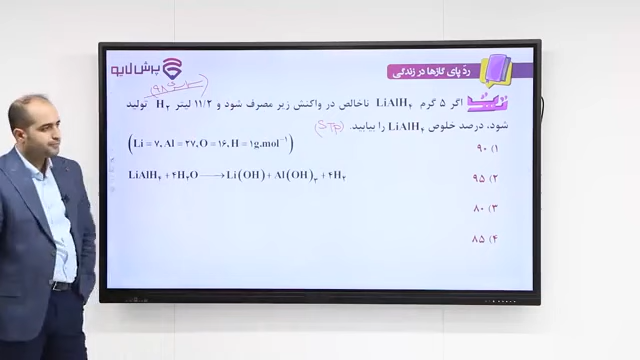 پرش لایو
ردّ پای گازها در زندگی
اگر ۵ گرم LiAlH₄ ناخالص در واکنش زیر مصرف شود و ۱۱/۲ لیتر H₂ تولید
شود، درصد خلوص LiAlH₄ را بیابید. (STP)
(Li = ۷, Al = ۲۷, O = ۱۶, H = ۱g.mol⁻¹)
LiAlH₄ + ۴H₂O ⟶ Li(OH) + Al(OH)₃ + ۴H₂
۱) ۹۰
۲) ۹۵
۳) ۸۰
۴) ۸۵